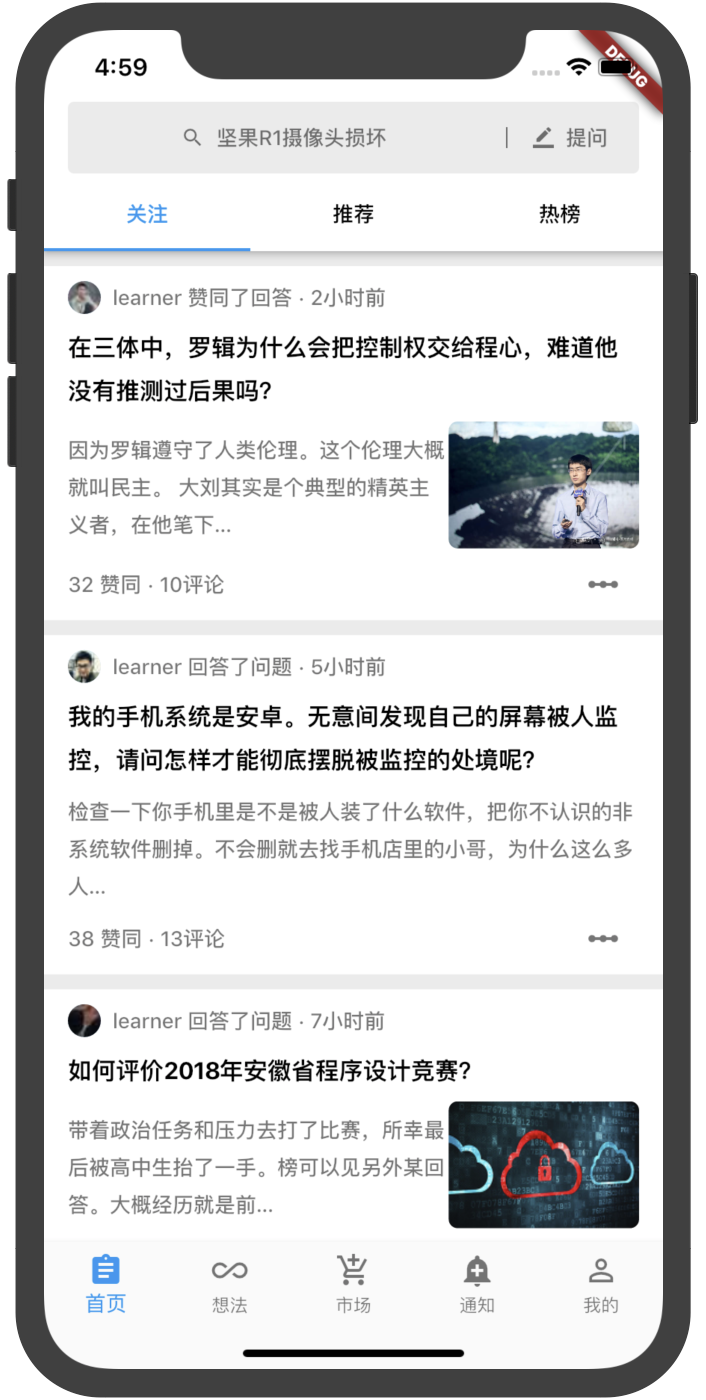 4:59
DEBUG
坚果R1摄像头损坏 | 提问
关注 推荐 热榜
learner 赞同了回答 · 2小时前
在三体中，罗辑为什么会把控制权交给程心，难道他
没有推测过后果吗？
因为罗辑遵守了人类伦理。这个伦理大概
就叫民主。 大刘其实是个典型的精英主
义者，在他笔下...
32 赞同 · 10评论
learner 回答了问题 · 5小时前
我的手机系统是安卓。无意间发现自己的屏幕被人监
控，请问怎样才能彻底摆脱被监控的处境呢？
检查一下你手机里是不是被人装了什么软件，把你不认识的非
系统软件删掉。不会删就去找手机店里的小哥，为什么这么多
人...
38 赞同 · 13评论
learner 回答了问题 · 7小时前
如何评价2018年安徽省程序设计竞赛？
带着政治任务和压力去打了比赛，所幸最
后被高中生抬了一手。榜可以见另外某回
答。大概经历就是前...
首页 想法 市场 通知 我的